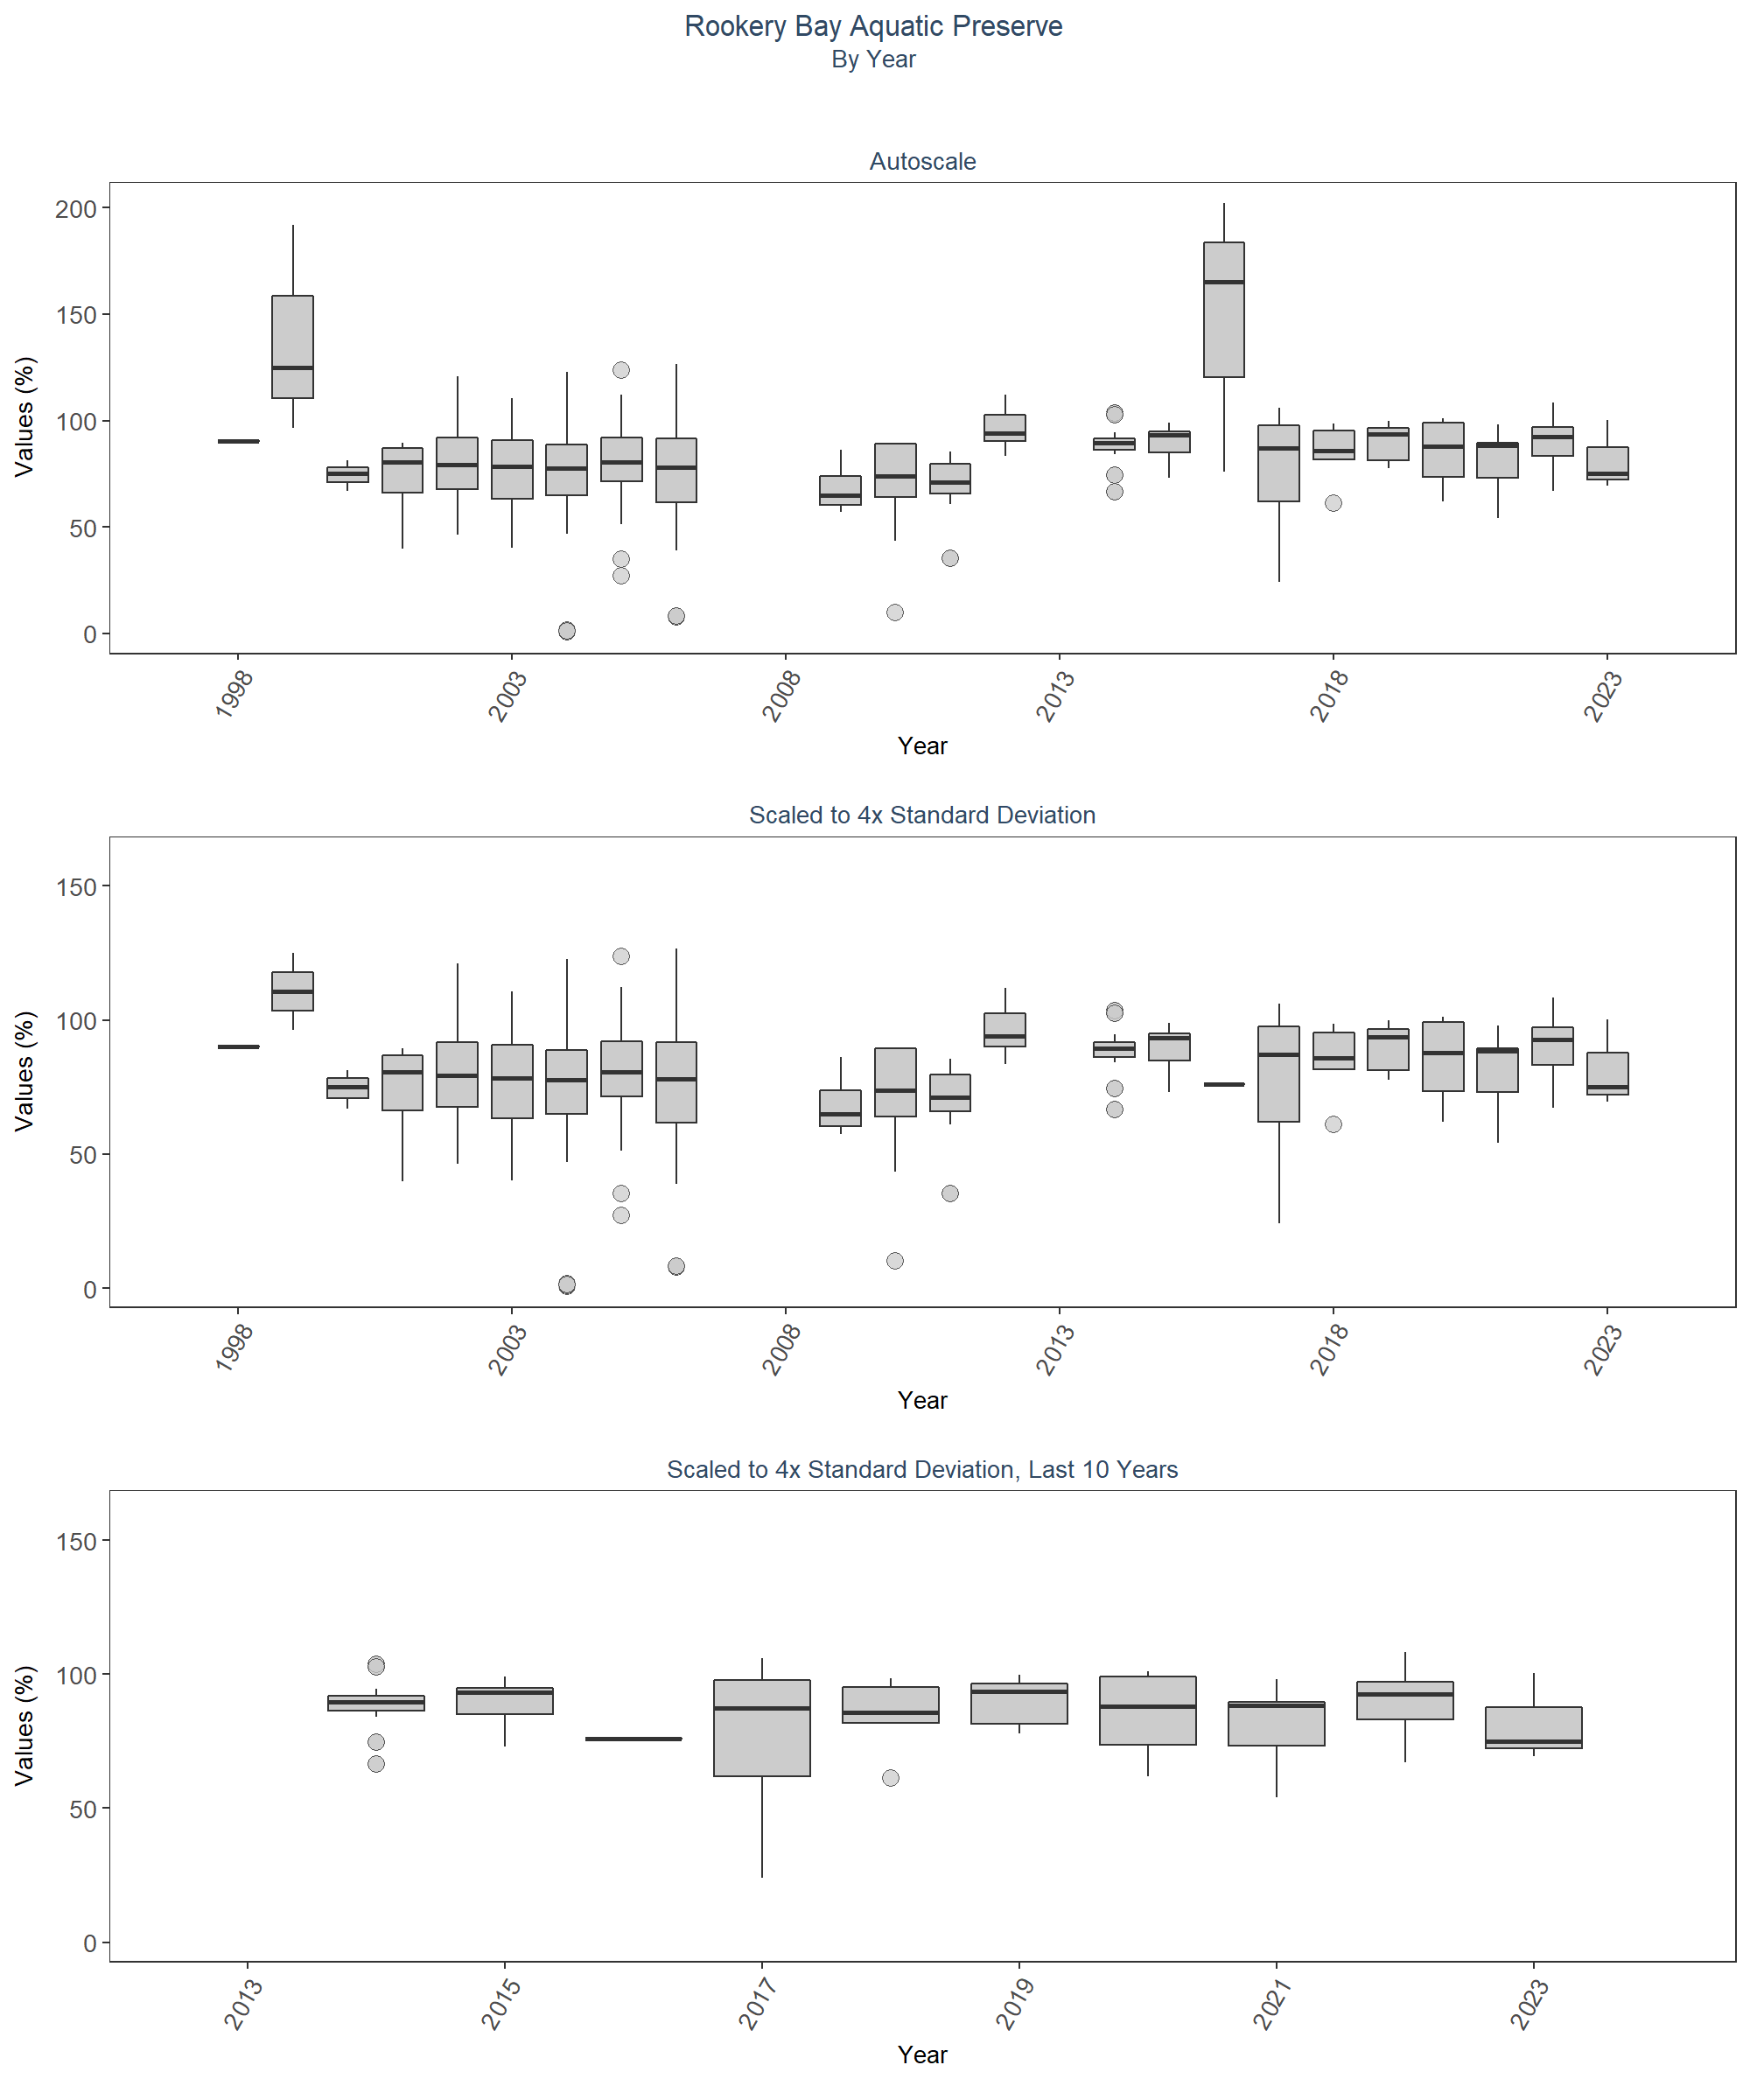 Rookery Bay Aquatic Preserve
By Year
Autoscale
200
150
100
50
0
Values (%)
1998 2003 2008 2013 2018 2023
Year
Scaled to 4x Standard Deviation
150
100
50
0
Values (%)
1998 2003 2008 2013 2018 2023
Year
Scaled to 4x Standard Deviation, Last 10 Years
150
100
50
0
Values (%)
2013 2015 2017 2019 2021 2023
Year